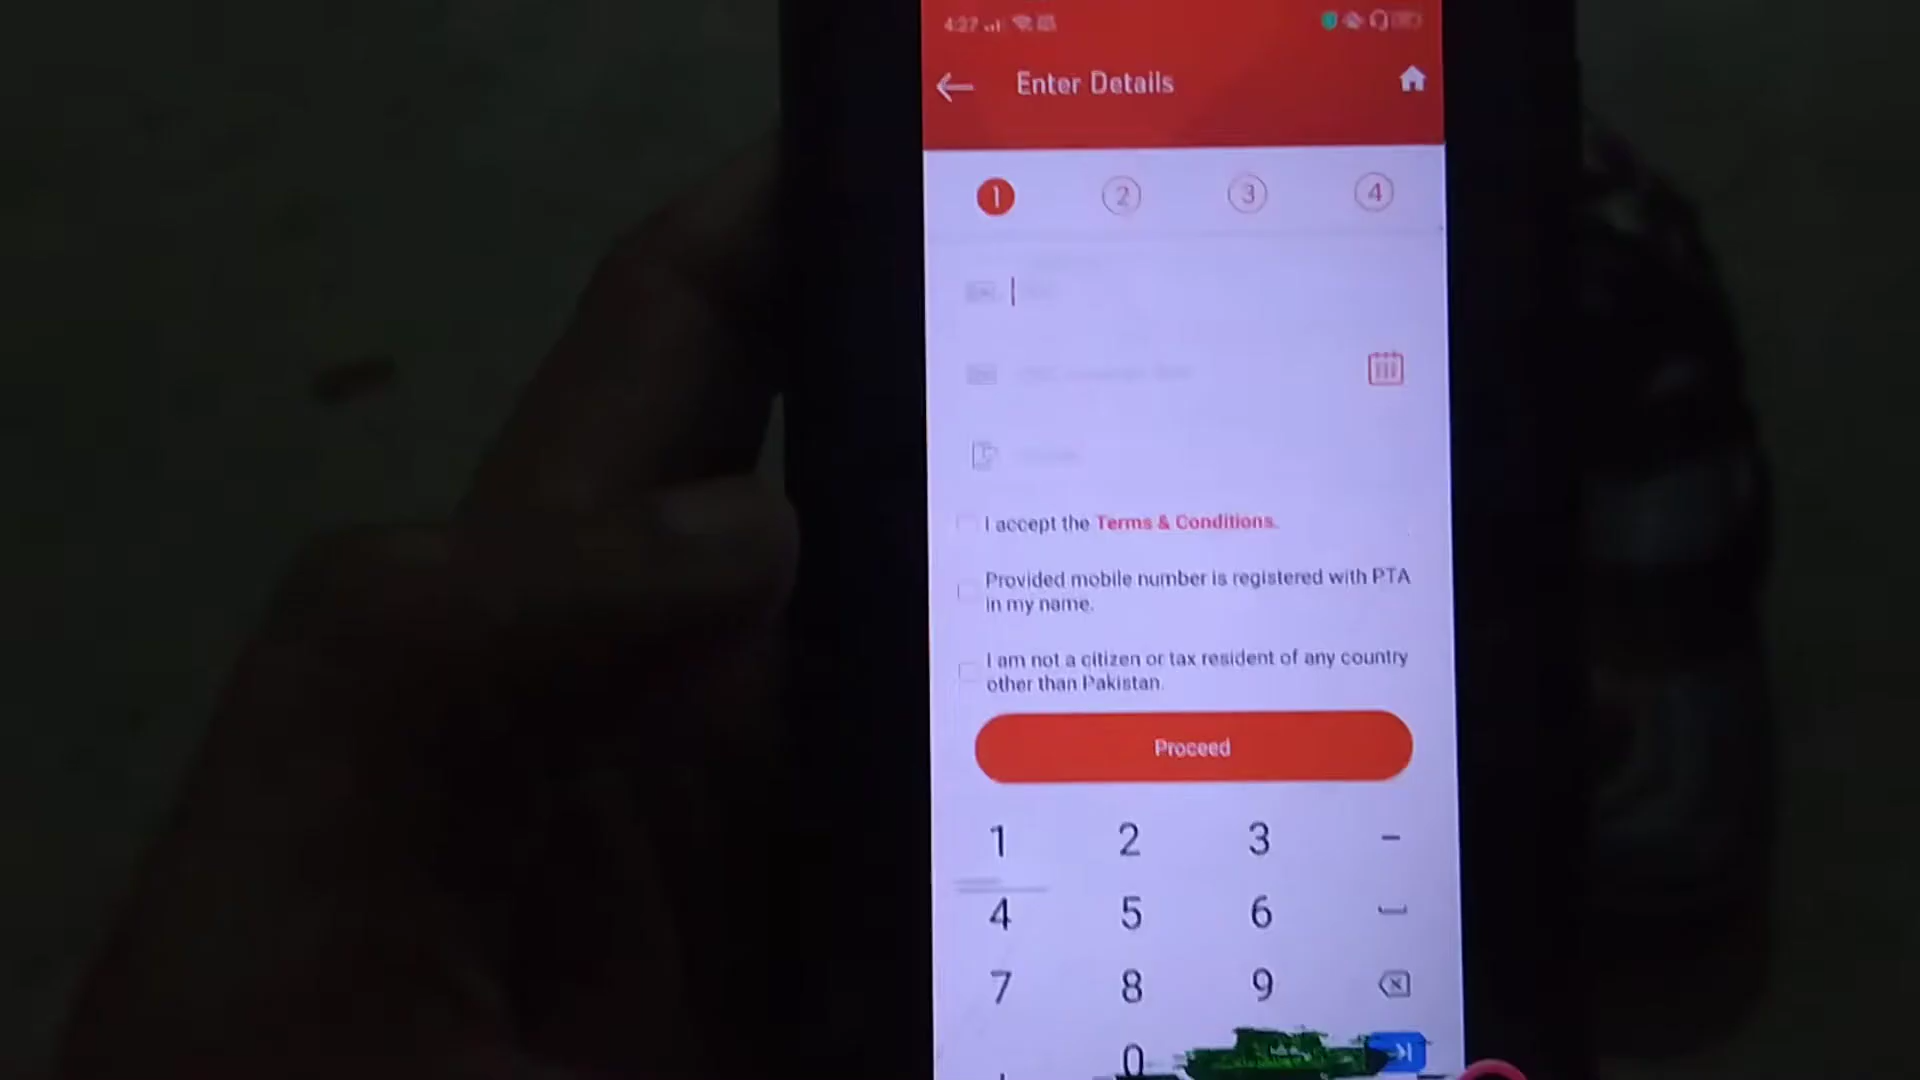 4:27
Enter Details
1 2 3 4
I accept the Terms & Conditions.
Provided mobile number is registered with PTA
in my name.
I am not a citizen or tax resident of any country
other than Pakistan.
Proceed
1 2 3 -
4 5 6
7 8 9
0